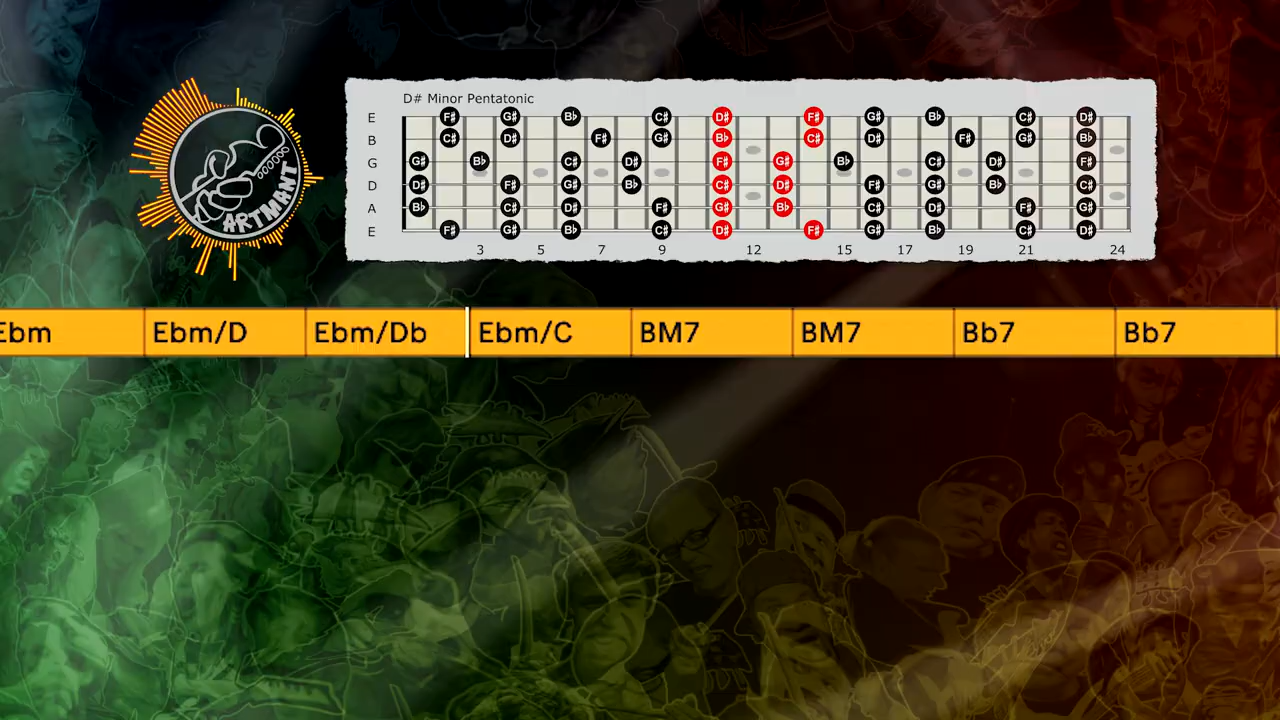 ARTMANT
D# Minor Pentatonic
E F# G# B♭ C# D# F# G# B♭ C# D#
B C# D# F# G# B♭ C# D# F# G# B♭
G G# B♭ C# D# F# G# B♭ C# D# F#
D D# F# G# B♭ C# D# F# G# B♭ C#
A B♭ C# D# F# G# B♭ C# D# F# G#
E F# G# B♭ C# D# F# G# B♭ C# D#
3 5 7 9 12 15 17 19 21 24
Ebm Ebm/D Ebm/Db Ebm/C BM7 BM7 Bb7 Bb7